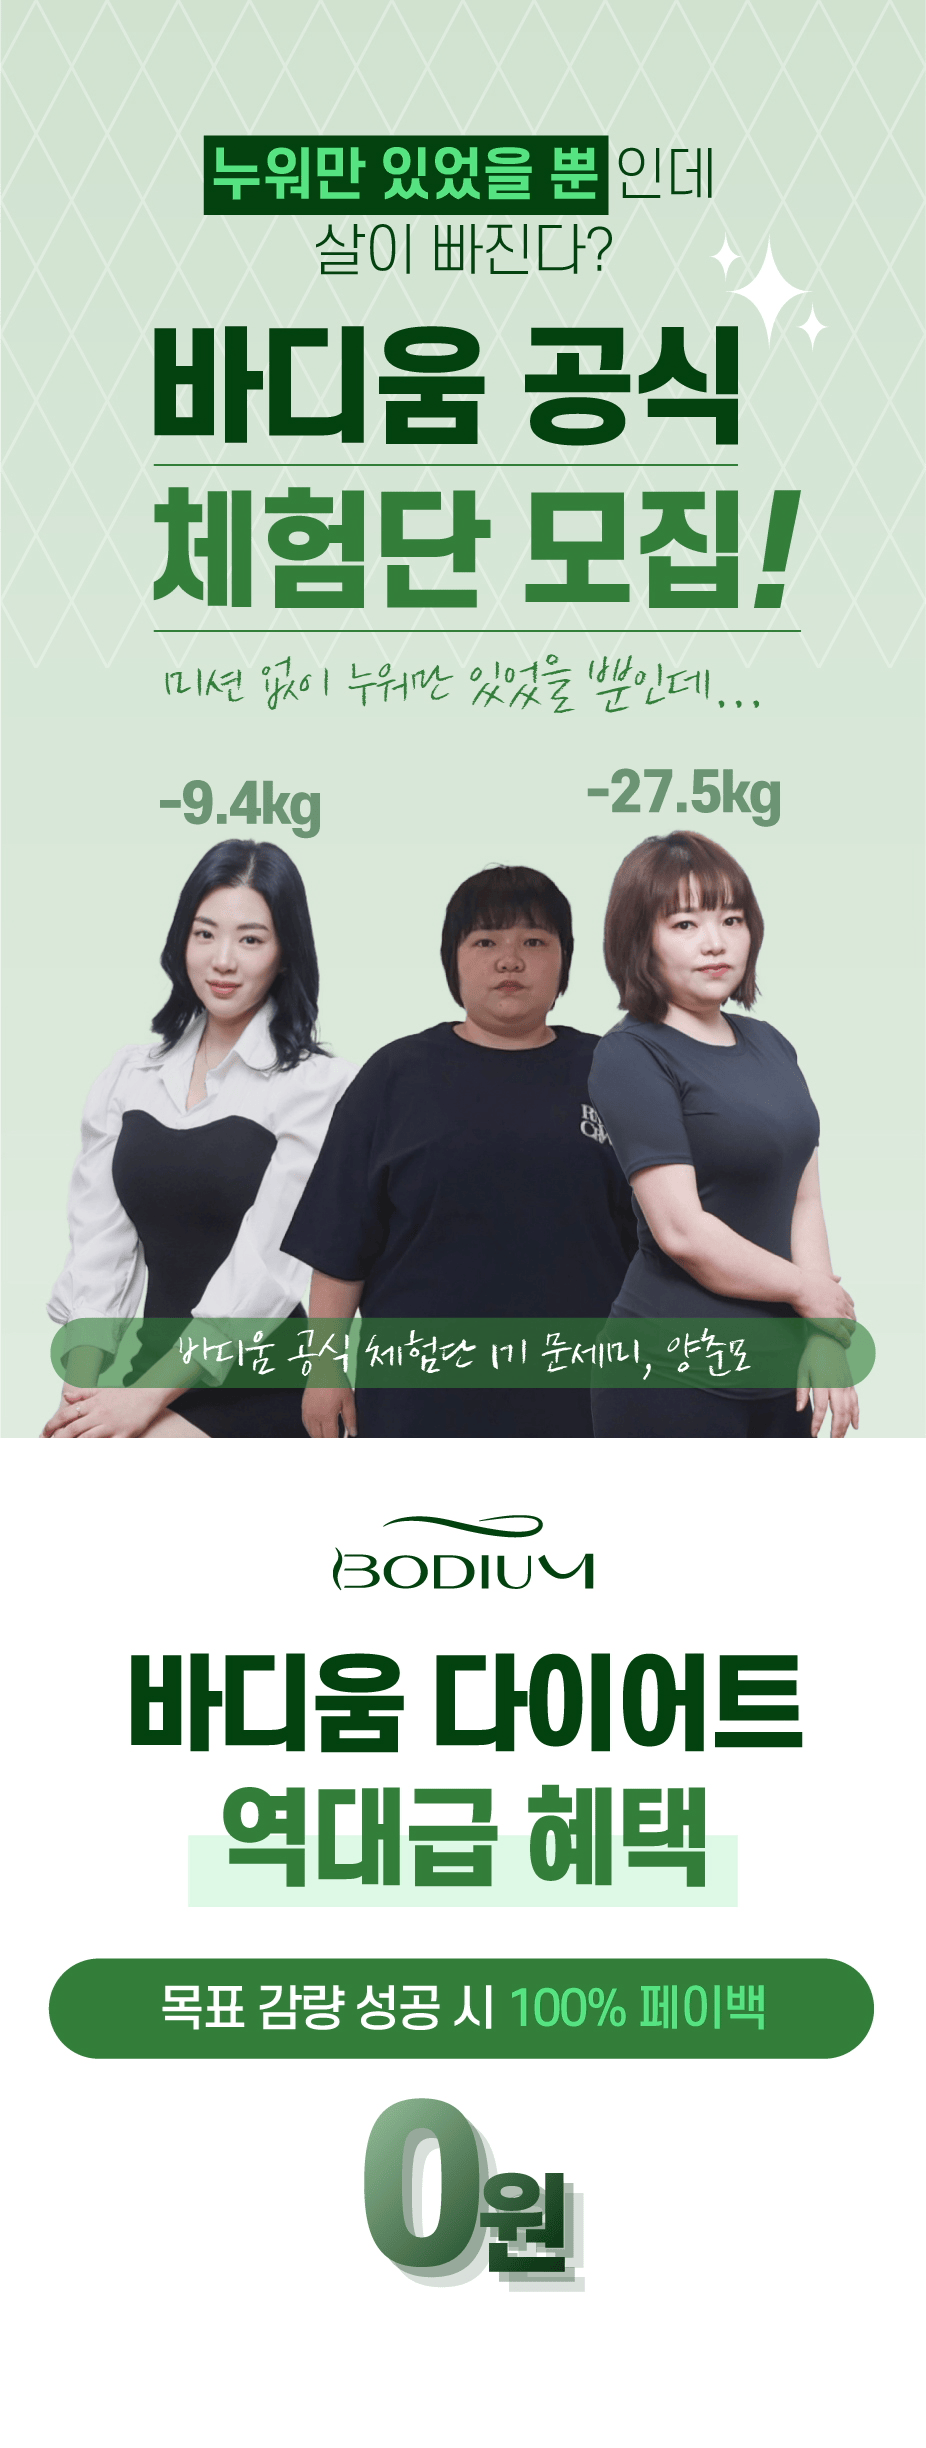 누워만 있었을 뿐인데
살이 빠진다?
바디움 공식
체험단 모집!
미션 없이 누워만 있었을 뿐인데...
-9.4kg
-27.5kg
바디움 공식 체험단 1기 문세미, 양춘모
BODIUM
바디움 다이어트
역대급 혜택
목표 감량 성공 시 100% 페이백
0원